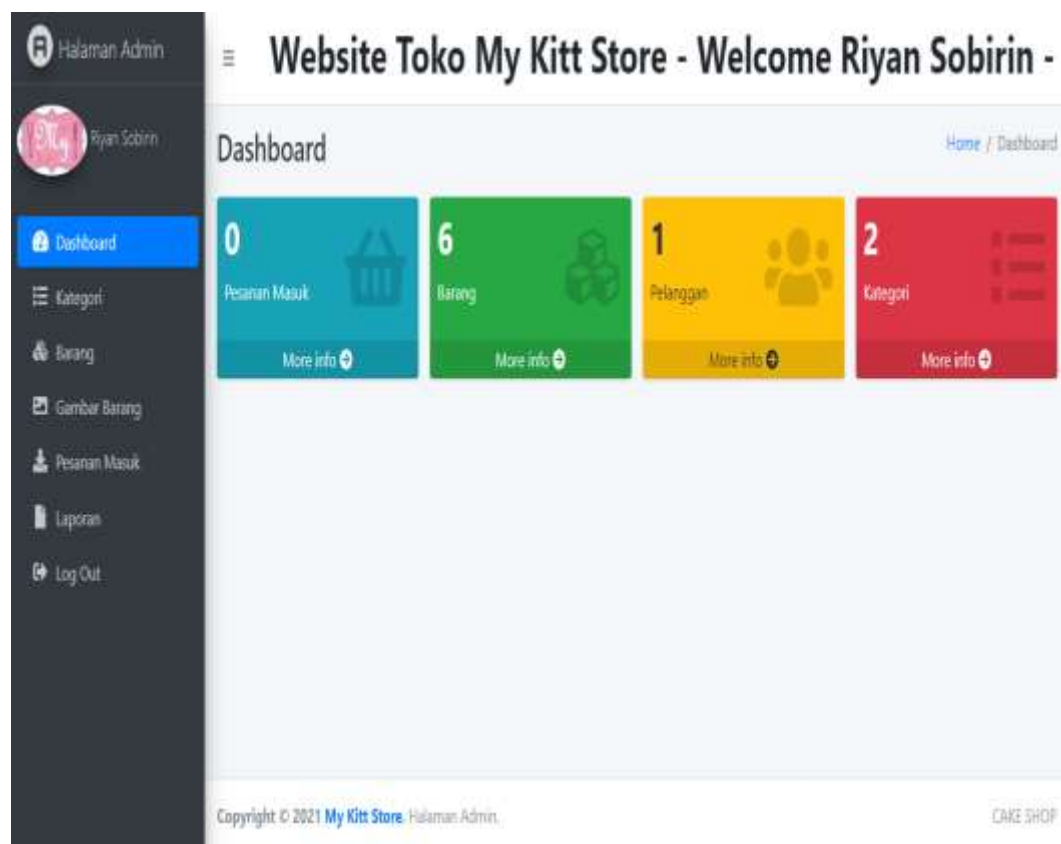 Halaman Admin
Website Toko My Kitt Store - Welcome Riyan Sobirin -
My
Riyan Sobirin
Dashboard
Home / Dashboard
Dashboard
Kategori
Barang
Gambar Barang
Pesanan Masuk
Laporan
Log Out
0
Pesanan Masuk
More info
6
Barang
More info
1
Pelanggan
More info
2
Kategori
More info
Copyright © 2021 My Kitt Store. Halaman Admin.
CAKE SHOP